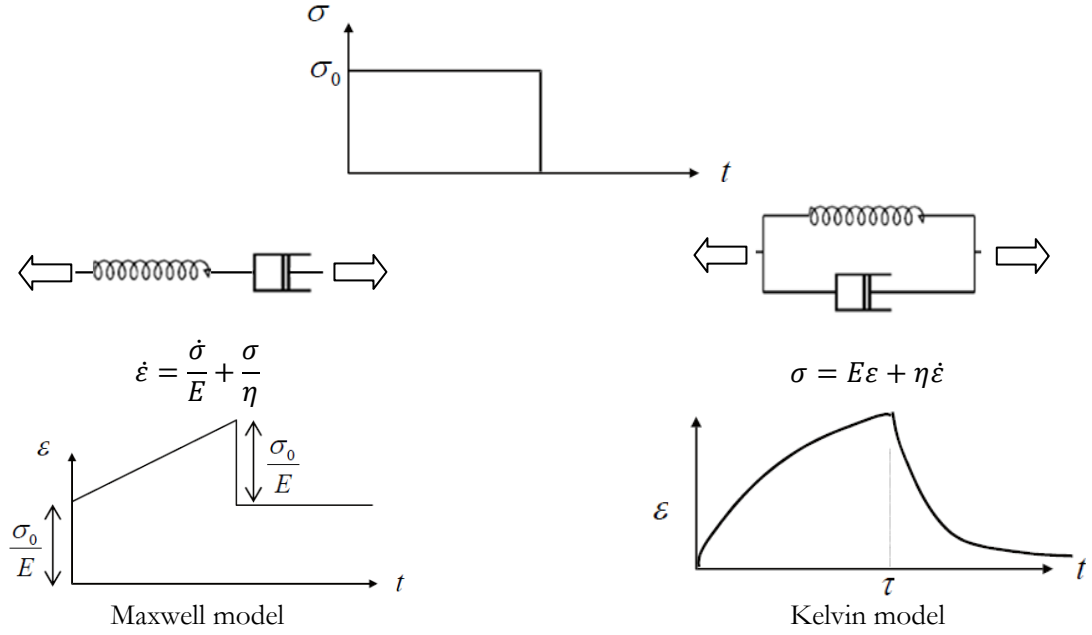 σ
σ₀
t
ε̇ = σ̇/E + σ/η
σ = Eε + ηε̇
ε
σ₀/E
σ₀/E
t
Maxwell model
ε
τ
t
Kelvin model